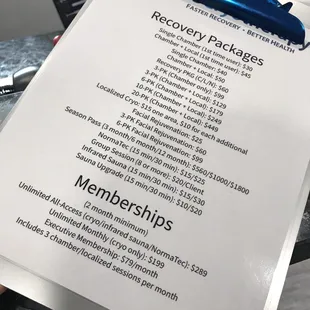 FASTER RECOVERY - BETTER HEALTH
Recovery Packages
Single Chamber (1st time user): $30
Chamber + Local (1st time user): $45
Single Chamber: $40
Chamber + Local: $50
Recovery PKG (C/L/N): $60
3-PK (Chamber only): $99
3-PK (Chamber + Local): $129
6-PK (Chamber + Local): $179
10-PK (Chamber + Local): $249
20-PK (Chamber + Local): $449
Localized Cryo: $15 one area, $10 for each additional
Facial Rejuvenation: $25
3-PK Facial Rejuvenation: $60
6-PK Facial Rejuvenation: $99
Season Pass (3 month/6 month/12 month): $560/$1000/$1800
NormaTec (15 min/30 min): $15/$25
Group Session (8 or more): $20/Client
Infrared Sauna (15 min/30 min): $15/$30
Sauna Upgrade (15 min/30 min): $10/$20
Memberships
(2 month minimum)
Unlimited All-Access (cryo/infrared sauna/NormaTec): $289
Unlimited Monthly (cryo only): $199
Executive Membership: $79/month
Includes 3 chamber/localized sessions per month